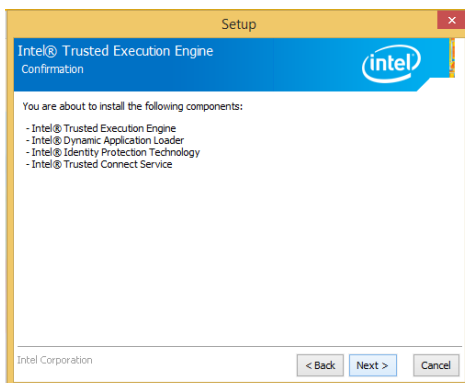 Setup
Intel® Trusted Execution Engine
Confirmation
intel
You are about to install the following components:
- Intel® Trusted Execution Engine
- Intel® Dynamic Application Loader
- Intel® Identity Protection Technology
- Intel® Trusted Connect Service
Intel Corporation
< Back Next > Cancel